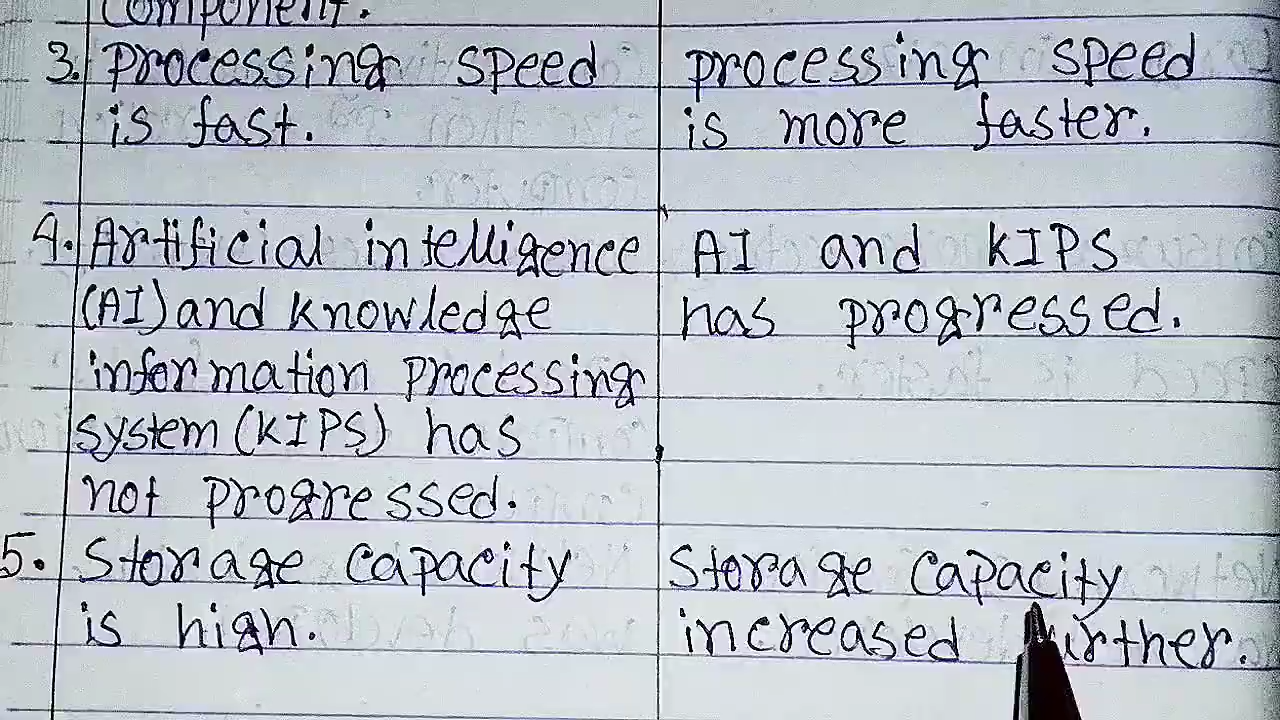 component.
3. Processing speed
is fast.
processing speed
is more faster.
4. Artificial intelligence
(AI) and knowledge
information processing
system (KIPS) has
not progressed.
AI and KIPS
has progressed.
5. Storage capacity
is high.
Storage capacity
increased further.